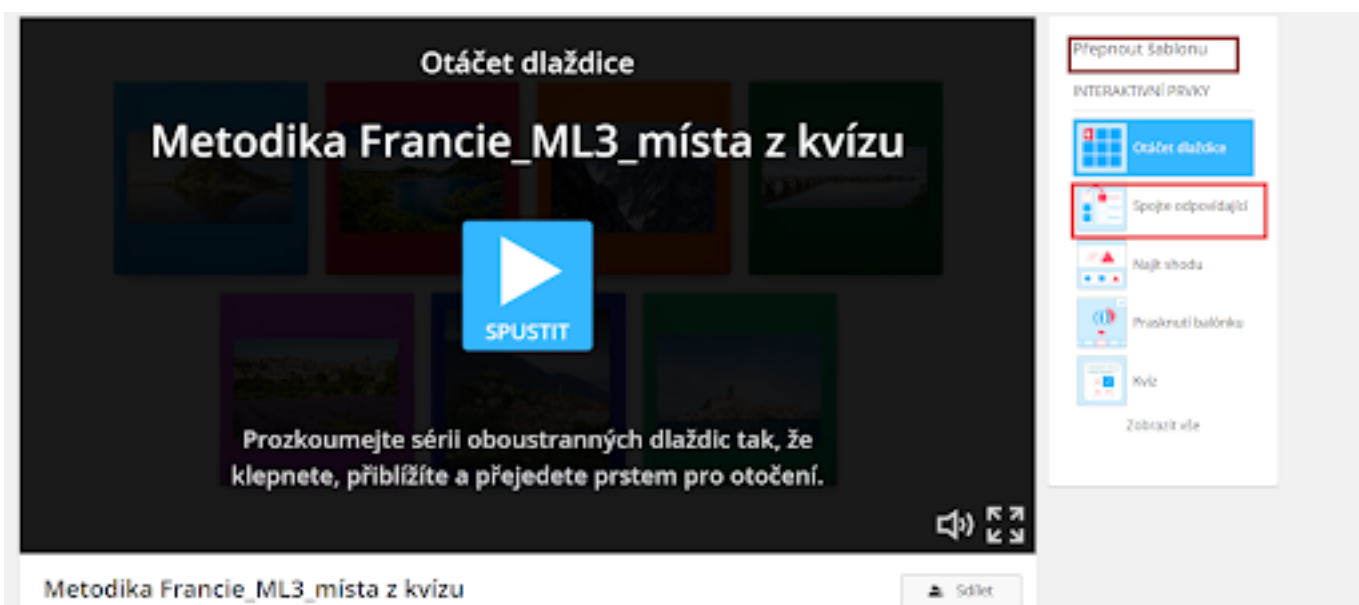 Otáčet dlaždice
Metodika Francie_ML3_místa z kvízu
SPUSTIT
Prozkoumejte sérii oboustranných dlaždic tak, že
klepnete, přiblížíte a přejedete prstem pro otočení.
Metodika Francie_ML3_místa z kvízu
Sdílet
Přepnout šablonu
INTERAKTIVNÍ PRVKY
Otáčet dlaždice
Spojte odpovídající
Najít shodu
Prasknutí balónku
Kvíz
Zobrazit vše